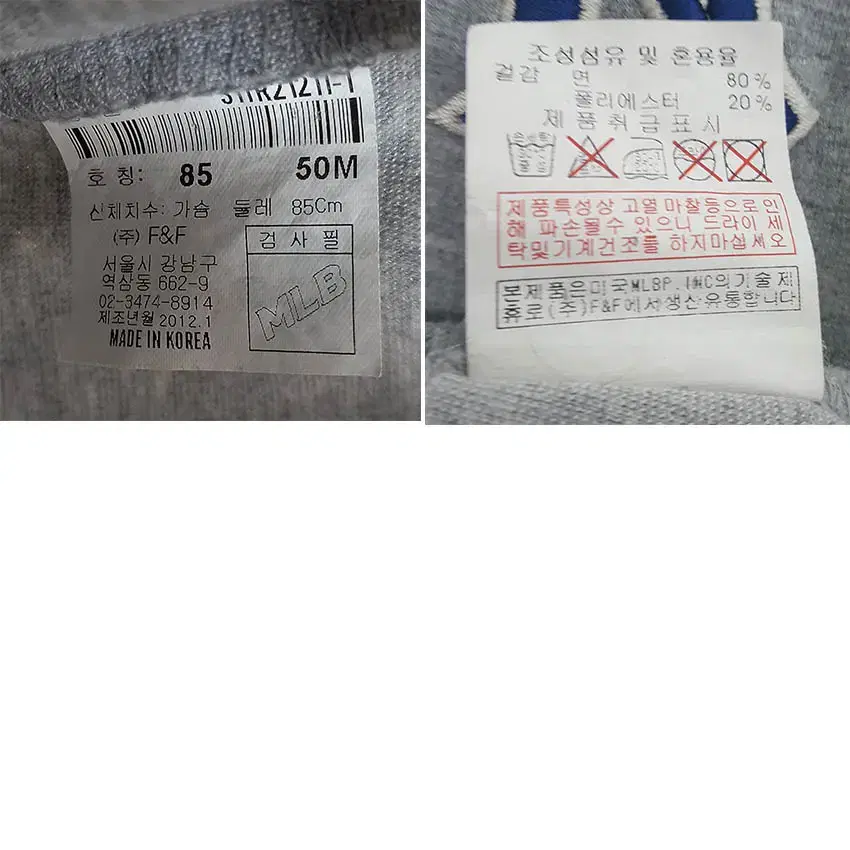 호 칭: 85 50M
신체치수: 가슴 둘레 85Cm
(주) F&F
서울시 강남구
역삼동 662-9
02-3474-8914
제조년월 2012.1
MADE IN KOREA
검 사 필
MLB
조성섬유 및 혼용율
겉감 면 80%
폴리에스터 20%
제 품 취 급 표 시
제품특성상 고열 마찰등으로인
해 파손될수 있으니 드라이 세
탁및기계건조를 하지마십셔오
본제품은미국MLBP.INC의기술제
휴로(주)F&F에서생산유통합니다